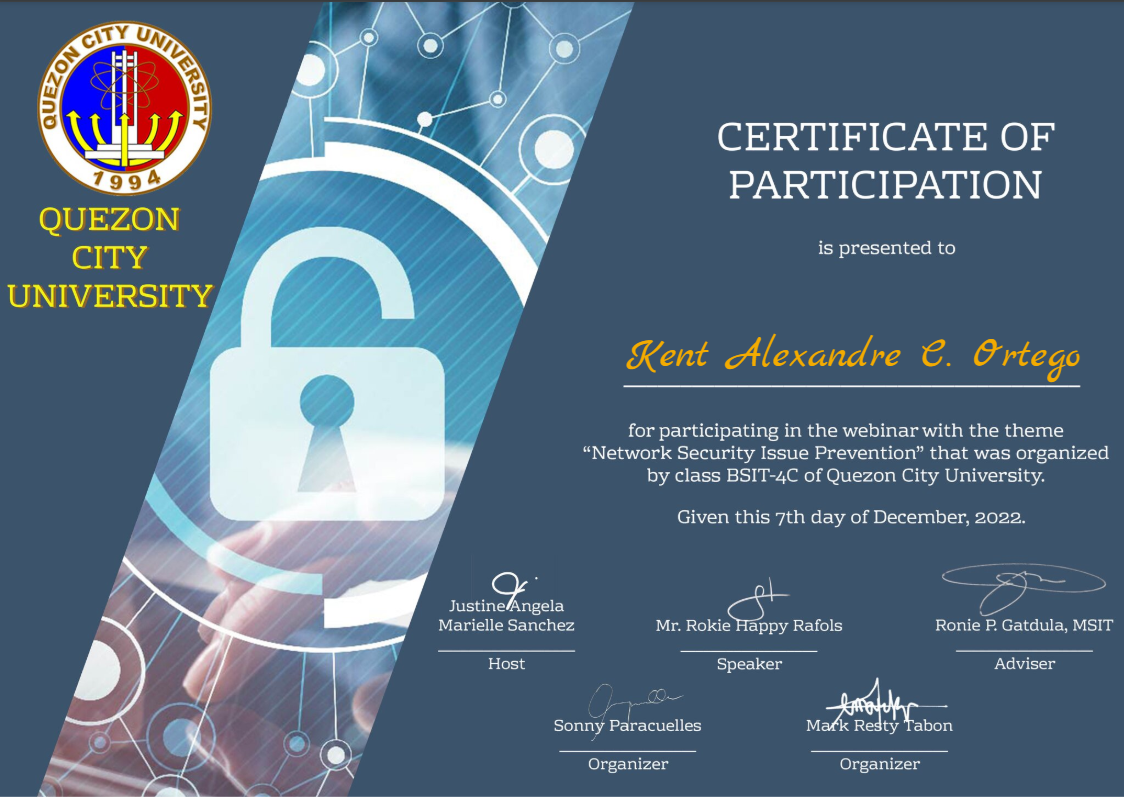 QUEZON CITY UNIVERSITY
1994
QUEZON
CITY
UNIVERSITY
CERTIFICATE OF
PARTICIPATION
is presented to
Kent Alexandre C. Ortego
for participating in the webinar with the theme
“Network Security Issue Prevention” that was organized
by class BSIT-4C of Quezon City University.
Given this 7th day of December, 2022.
Justine Angela
Marielle Sanchez
Host
Mr. Rokie Happy Rafols
Speaker
Ronie P. Gatdula, MSIT
Adviser
Sonny Paracuelles
Organizer
Mark Resty Tabon
Organizer